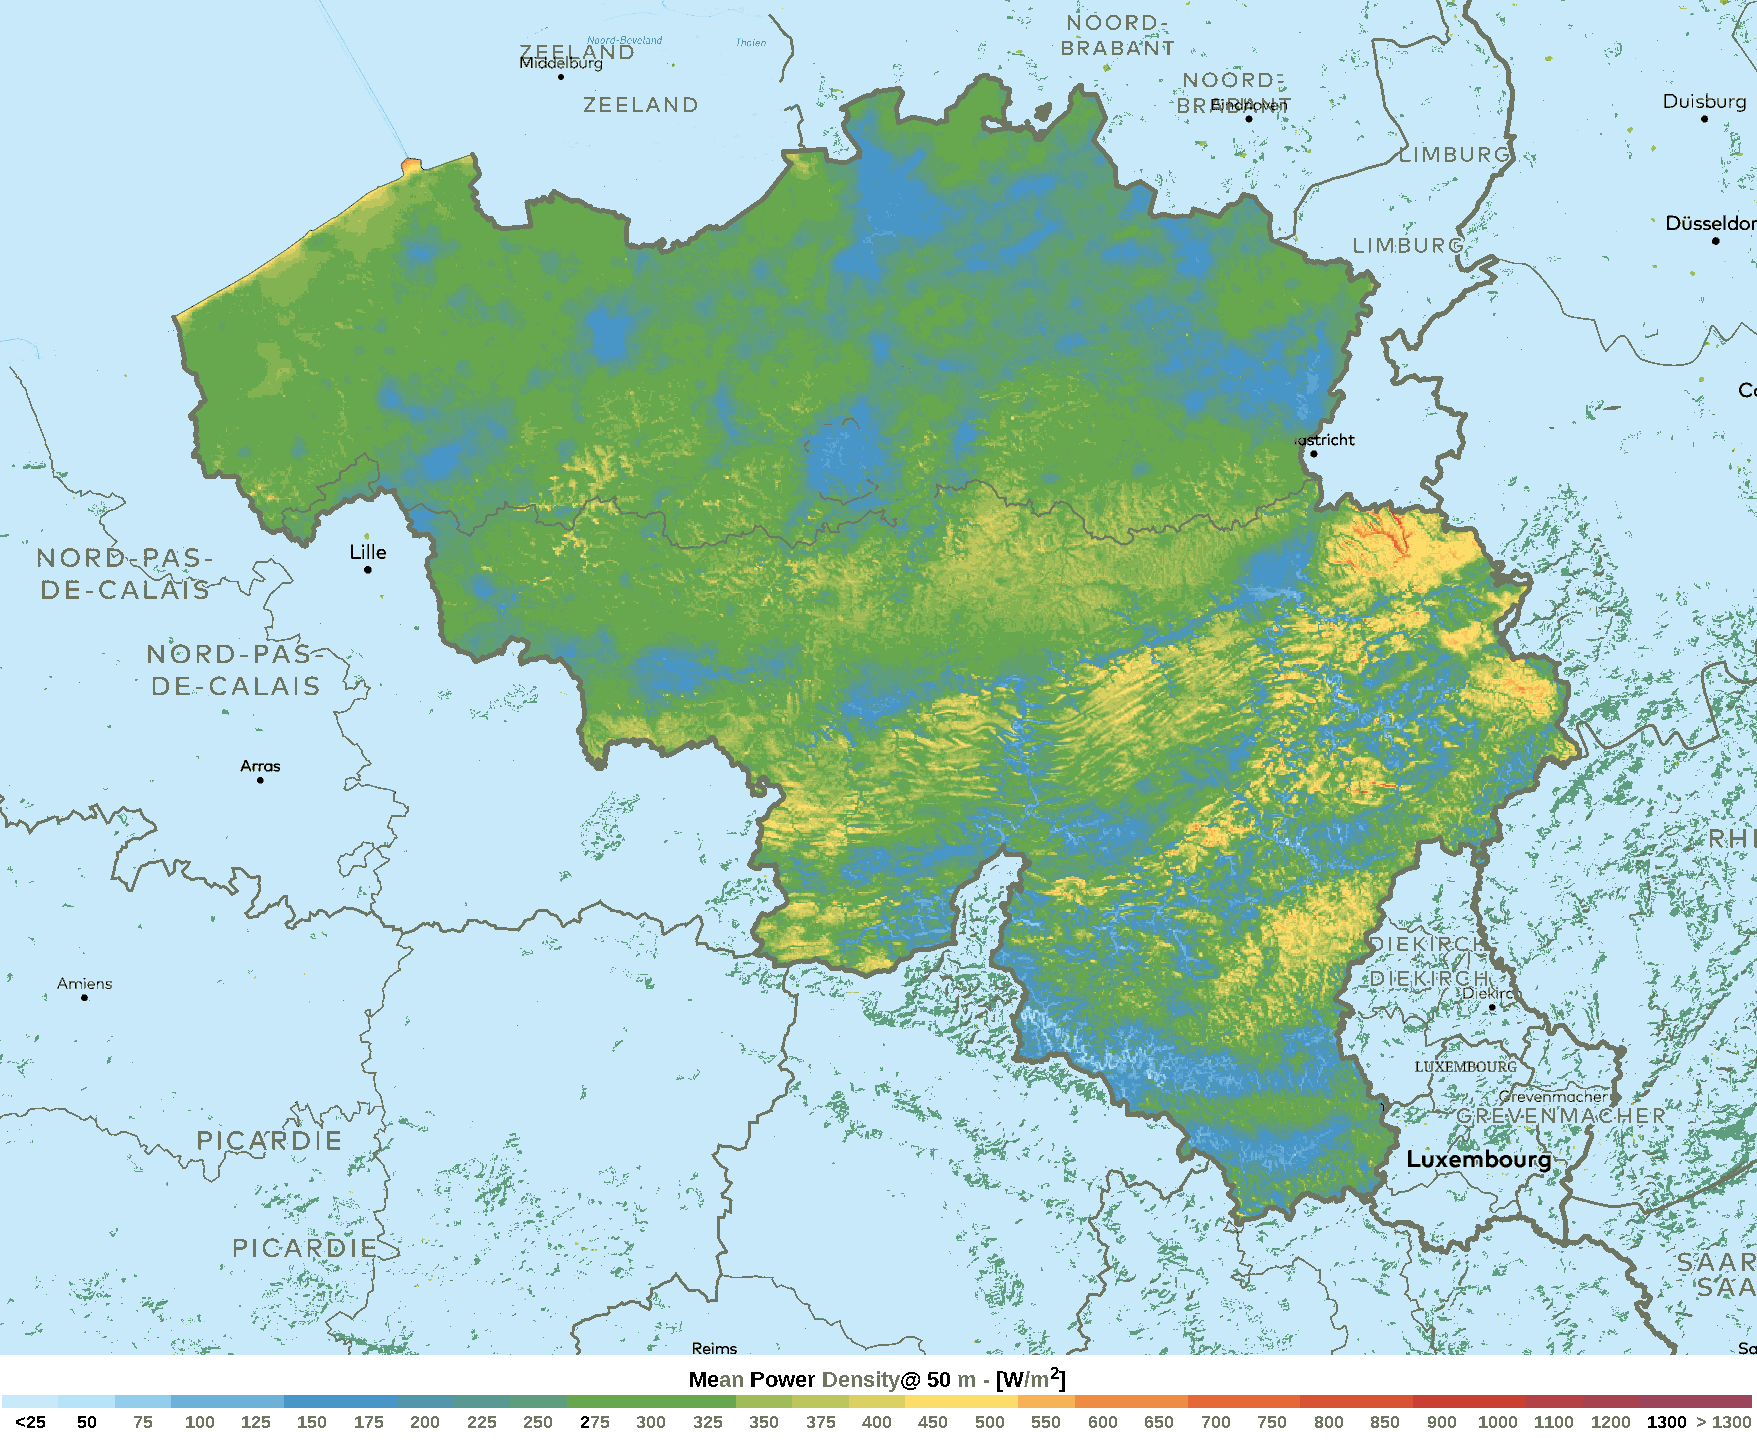 NOORD-
BRABANT
Noord-Beveland
Tholen
ZEELAND
Middelburg
NOORD-
BRABANT
Eindhoven
Duisburg
ZEELAND
LIMBURG
Düsseldor
LIMBURG
Co
astricht
Lille
NORD-PAS-
DE-CALAIS
NORD-PAS-
DE-CALAIS
Arras
RHE
DIEKIRCH
DIEKIRCH
Diekirch
Amiens
LUXEMBOURG
Grevenmacher
GREVENMACHER
PICARDIE
Luxembourg
PICARDIE
SAAR
SAA
Reims
Sa
Mean Power Density@ 50 m - [W/m²]
<25 50 75 100 125 150 175 200 225 250 275 300 325 350 375 400 450 500 550 600 650 700 750 800 850 900 1000 1100 1200 1300 > 1300